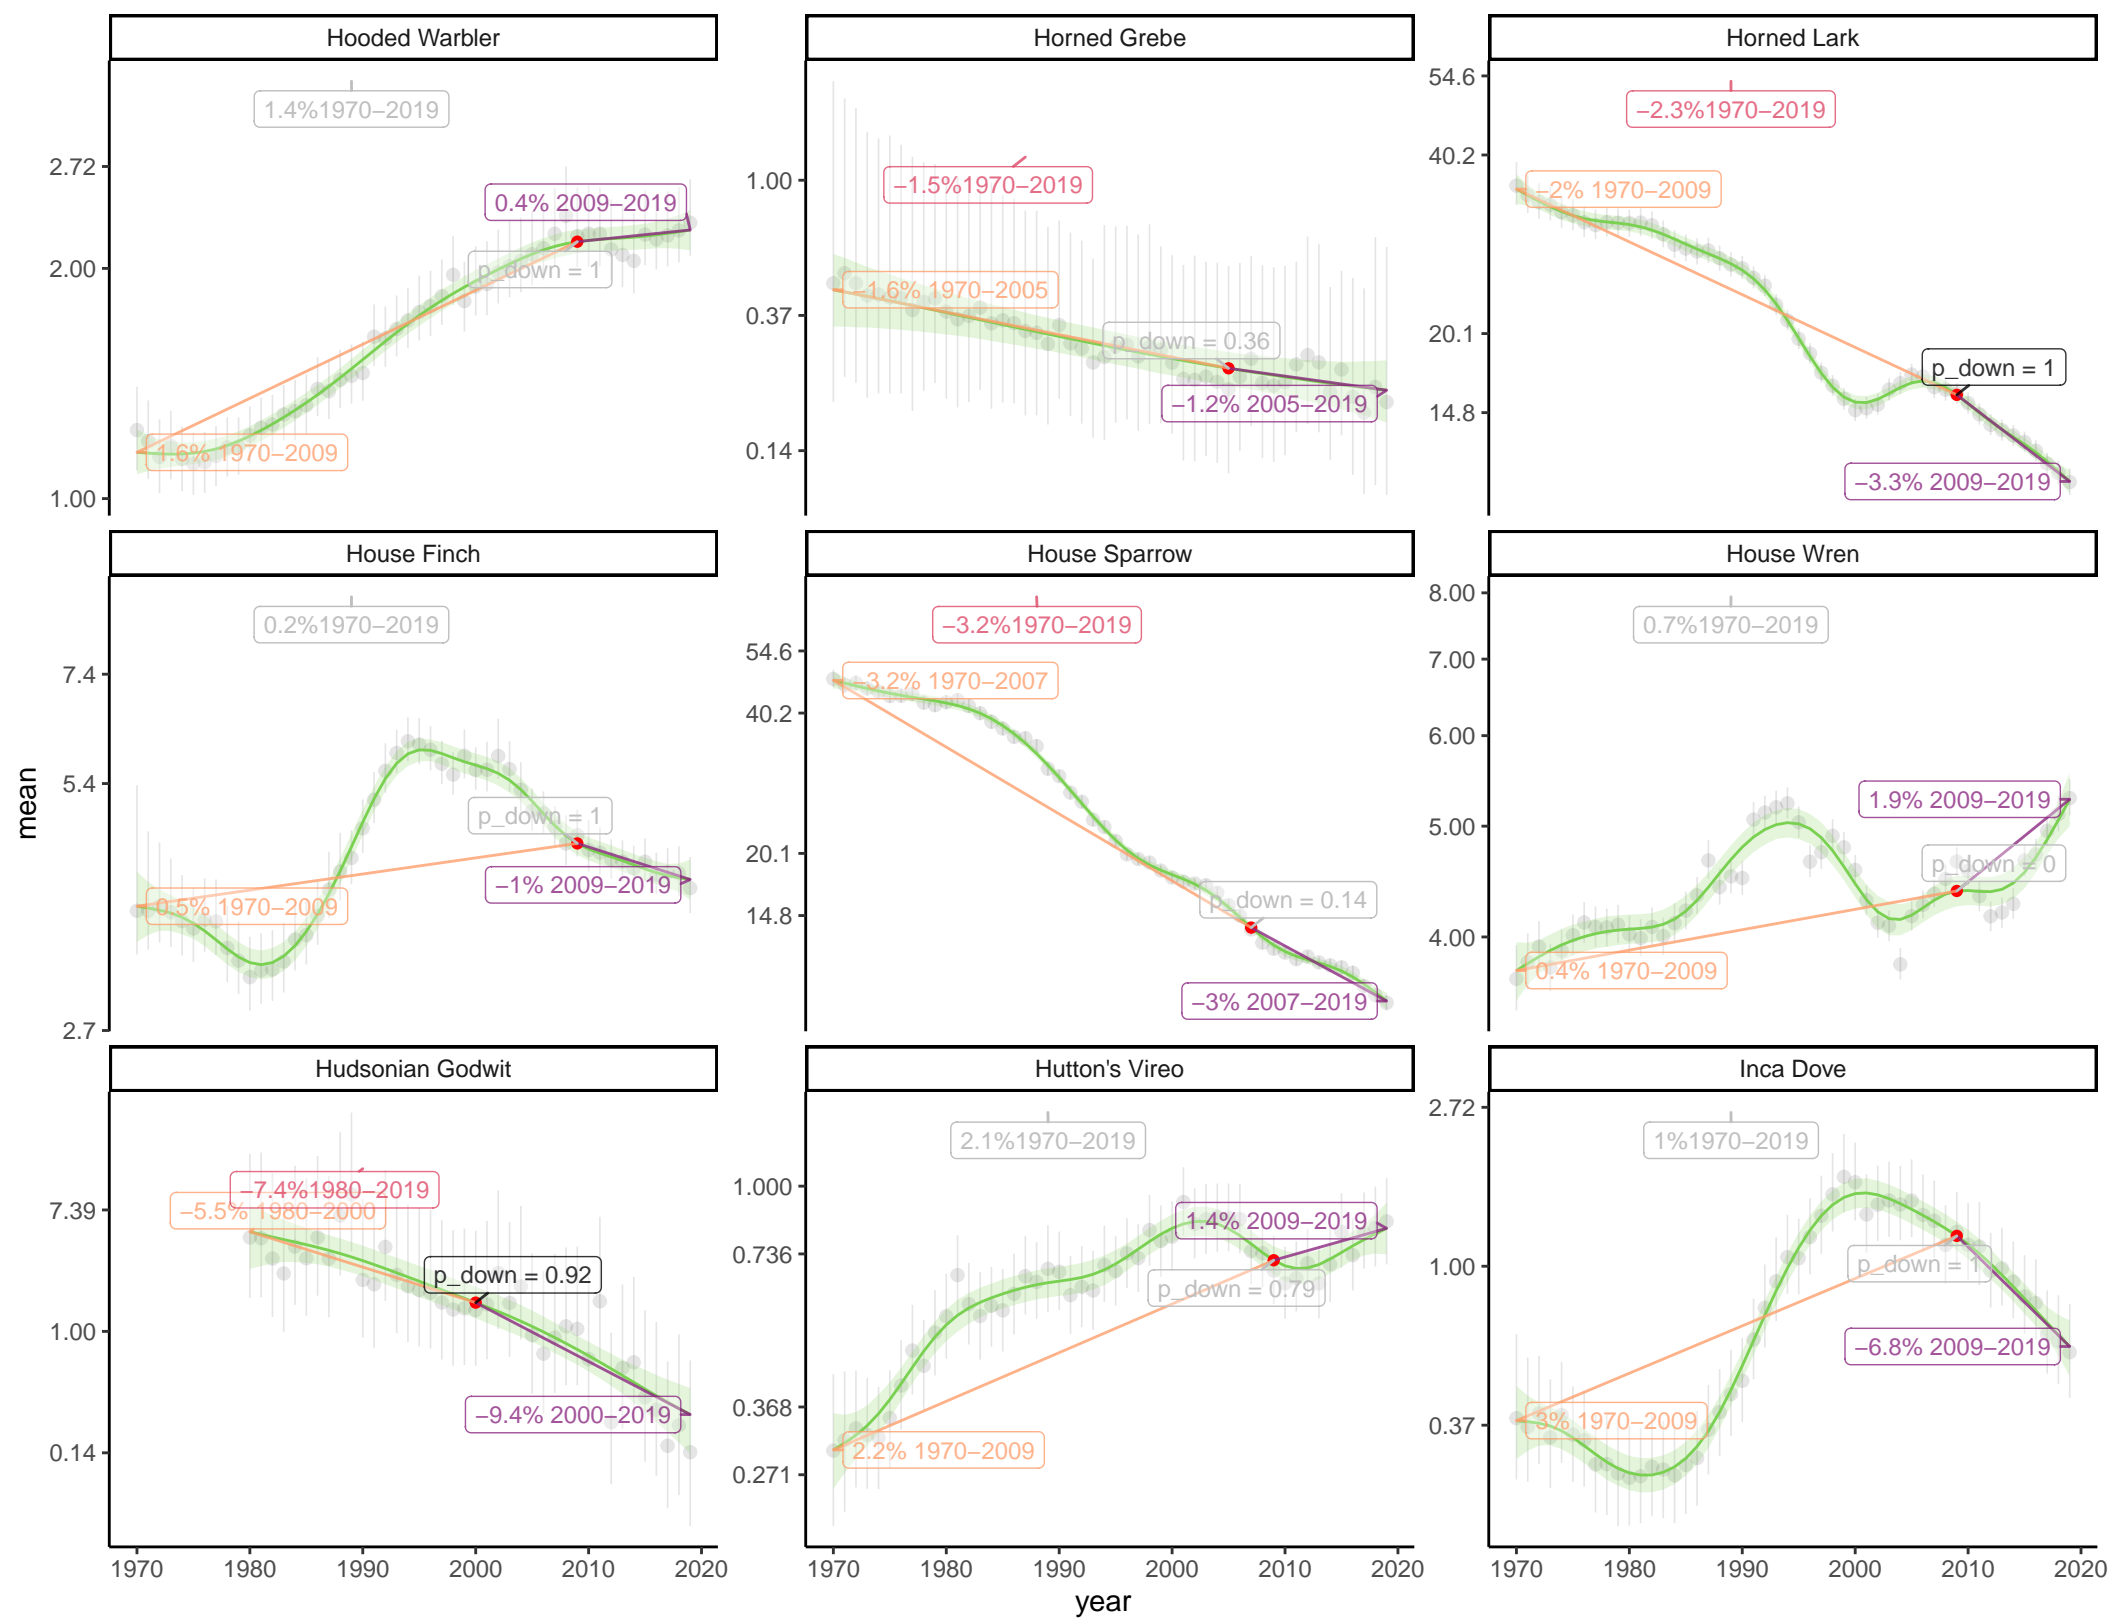 Hooded Warbler
1.4%1970−2019
2.72
2.00
1.00
0.4% 2009−2019
p_down = 1
1.6% 1970−2009
Horned Grebe
1.00
0.37
0.14
−1.5%1970−2019
−1.6% 1970−2005
p_down = 0.36
−1.2% 2005−2019
Horned Lark
54.6
40.2
20.1
14.8
−2.3%1970−2019
−2% 1970−2009
p_down = 1
−3.3% 2009−2019
House Finch
7.4
5.4
2.7
0.2%1970−2019
p_down = 1
−1% 2009−2019
0.5% 1970−2009
House Sparrow
54.6
40.2
20.1
14.8
−3.2%1970−2019
−3.2% 1970−2007
p_down = 0.14
−3% 2007−2019
House Wren
8.00
7.00
6.00
5.00
4.00
0.7%1970−2019
1.9% 2009−2019
p_down = 0
0.4% 1970−2009
mean
Hudsonian Godwit
7.39
1.00
0.14
−7.4%1980−2019
−5.5% 1980−2000
p_down = 0.92
−9.4% 2000−2019
1970 1980 1990 2000 2010 2020
Hutton's Vireo
1.000
0.736
0.368
0.271
2.1%1970−2019
1.4% 2009−2019
p_down = 0.79
2.2% 1970−2009
1970 1980 1990 2000 2010 2020
Inca Dove
2.72
1.00
0.37
1%1970−2019
p_down = 1
−6.8% 2009−2019
3% 1970−2009
1970 1980 1990 2000 2010 2020
year